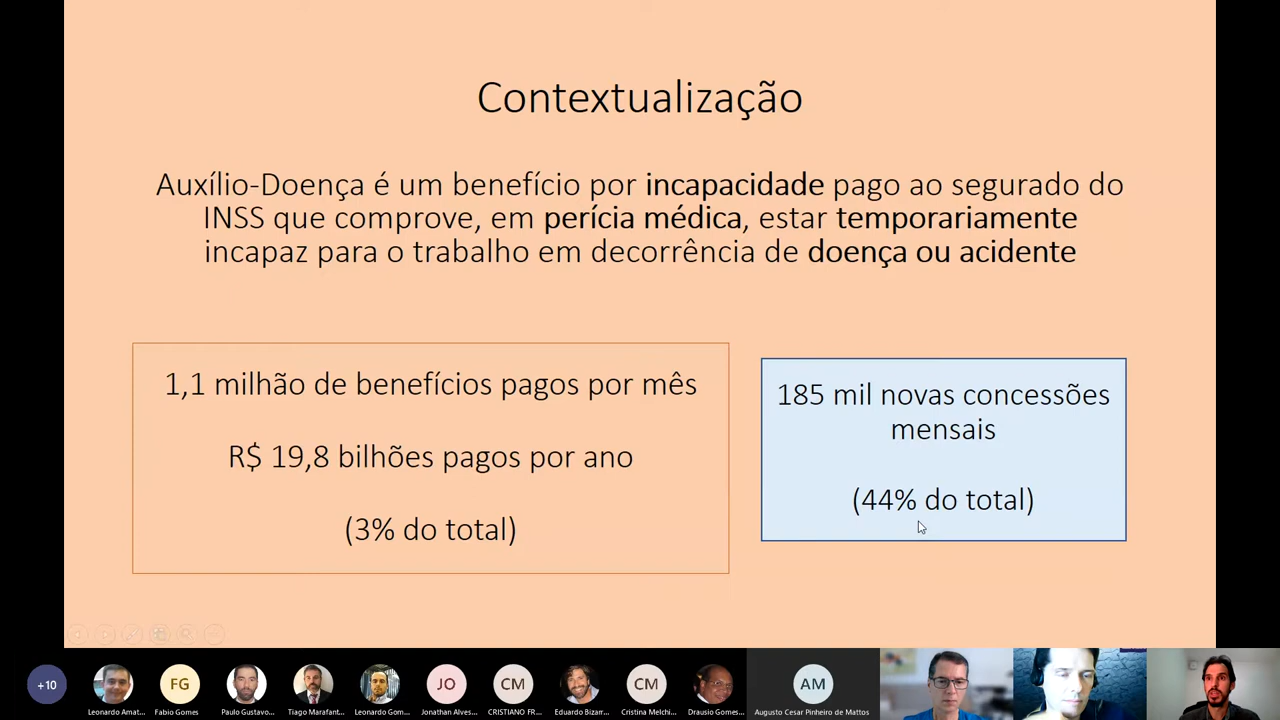 Contextualização
Auxílio-Doença é um benefício por incapacidade pago ao segurado do
INSS que comprove, em perícia médica, estar temporariamente
incapaz para o trabalho em decorrência de doença ou acidente
1,1 milhão de benefícios pagos por mês
R$ 19,8 bilhões pagos por ano
(3% do total)
185 mil novas concessões
mensais
(44% do total)
+10
FG
JO
CM
CM
AM
Leonardo Amat...
Fabio Gomes
Paulo Gustavo...
Tiago Marafant...
Leonardo Gom...
Jonathan Alves...
CRISTIANO FR...
Eduardo Bizarr...
Cristina Melchi...
Drausio Gomes...
Augusto Cesar Pinheiro de Mattos